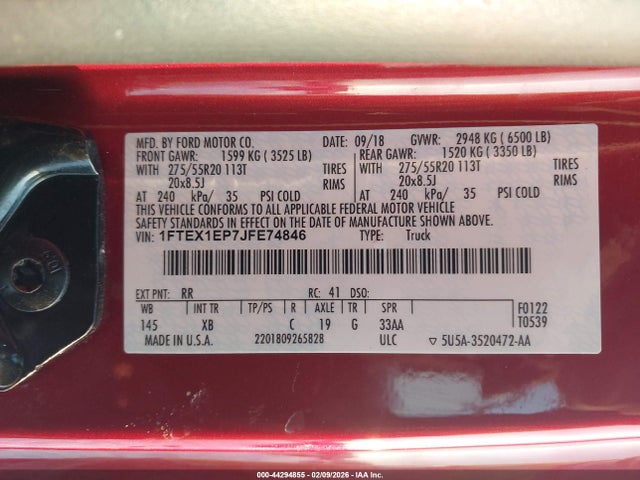 MFD. BY FORD MOTOR CO. 09/18 GVWR: 2948 KG ( 6500 LB)
FRONT GAWR: 1599 KG ( 3525 LB) REAR GAWR: 1520 KG ( 3350 LB)
WITH 275/55R20 113T TIRES WITH 275/55R20 113T TIRES
20x8.5J RIMS 20x8.5J RIMS
AT 240 kPa/ 35 PSI COLD AT 240 kPa/ 35 PSI COLD
THIS VEHICLE CONFORMS TO ALL APPLICABLE FEDERAL MOTOR VEHICLE
SAFETY STANDARDS IN EFFECT ON THE DATE OF MANUFACTURE SHOWN ABOVE.
VIN: 1FTEX1EP7JFE74846 TYPE: Truck
EXT PNT: RR RC: 41 DSO:
WB INT TR TP/PS R AXLE TR SPR F0122
145 XB C 19 G 33AA T0539
MADE IN U.S.A. 2201809265828 ULC ▽ 5U5A-3520472-AA
000-44294855 - 02/09/2026 - IAAI.com